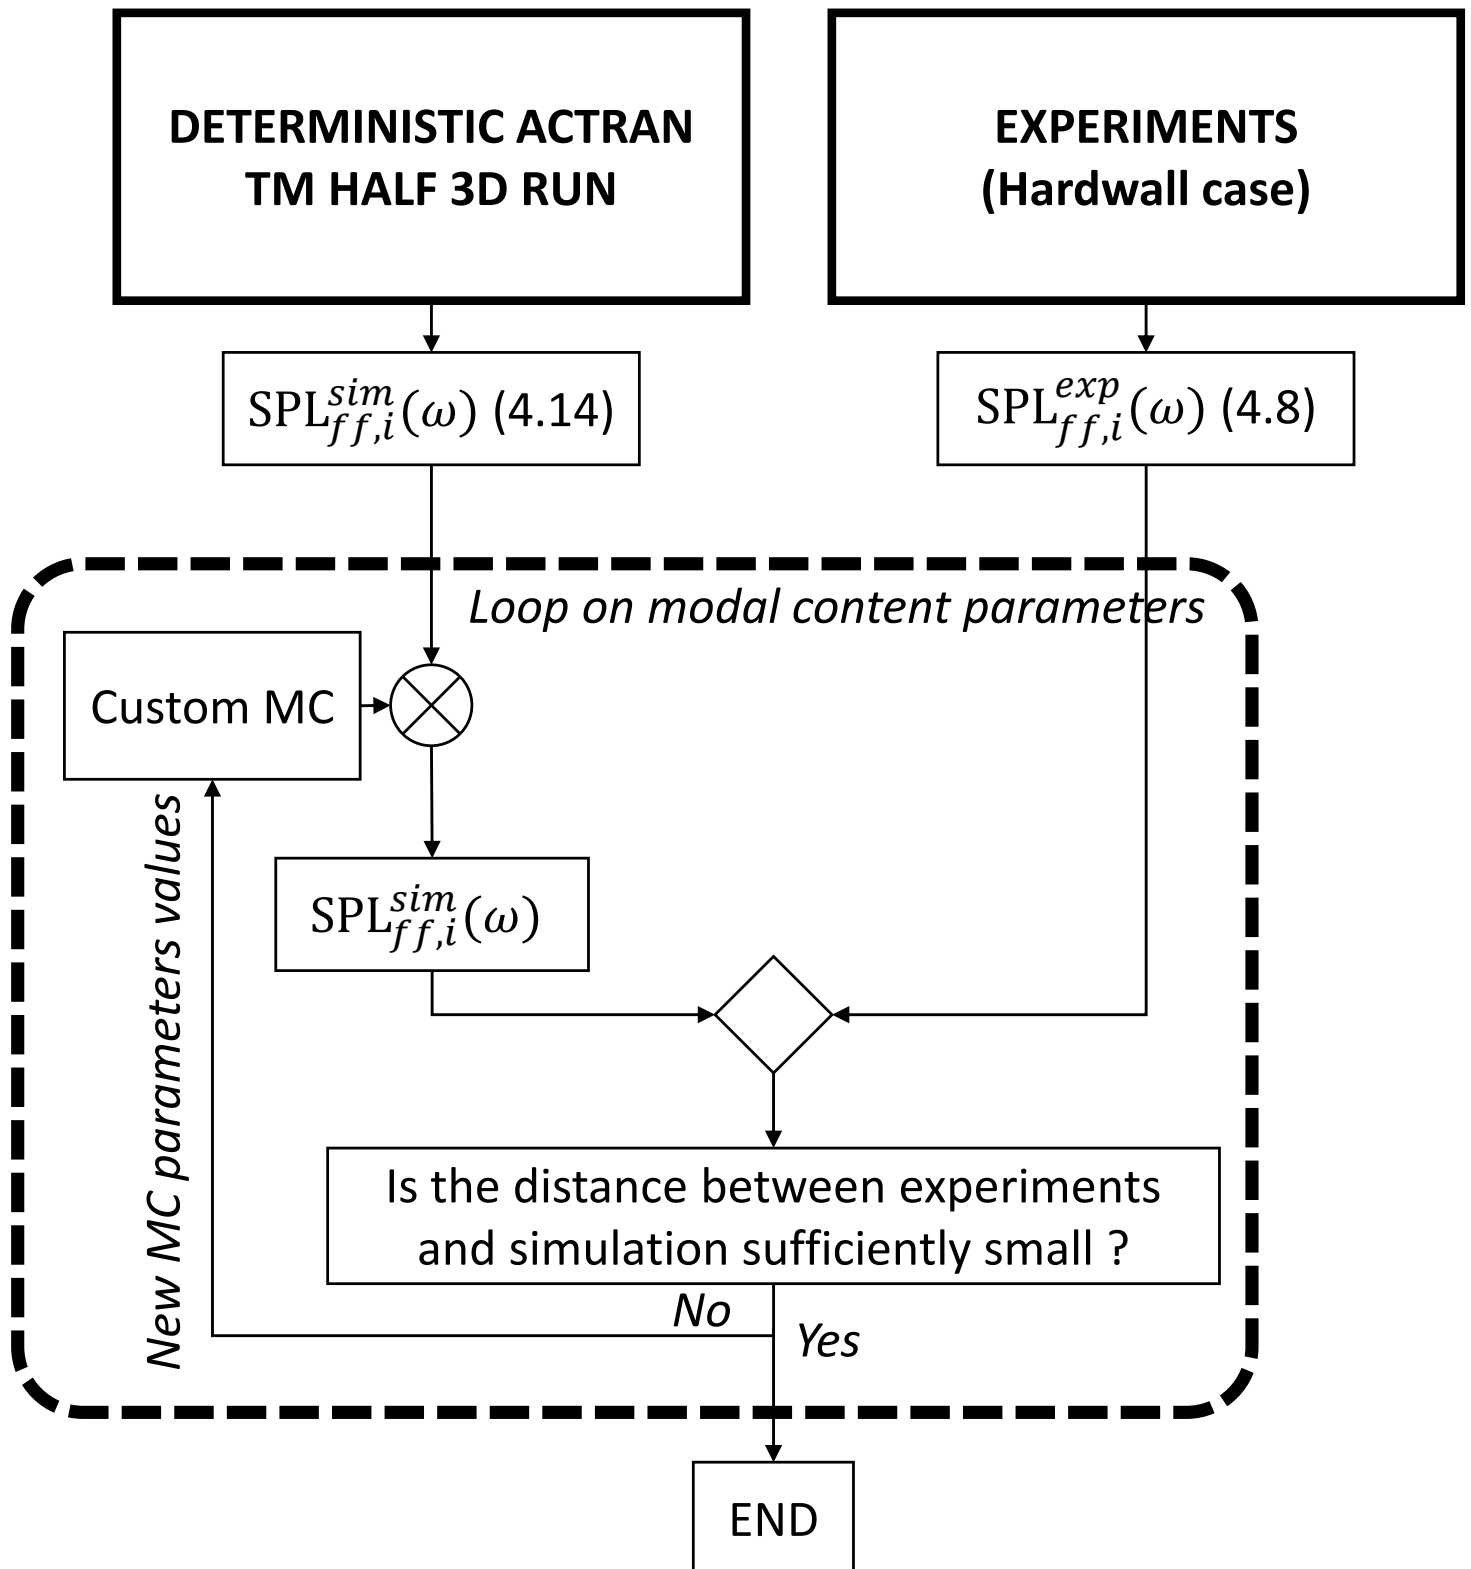 DETERMINISTIC ACTRAN
TM HALF 3D RUN
EXPERIMENTS
(Hardwall case)
SPL^{sim}_{ff,i}(ω) (4.14)
SPL^{exp}_{ff,i}(ω) (4.8)
Loop on modal content parameters
Custom MC
New MC parameters values
SPL^{sim}_{ff,i}(ω)
Is the distance between experiments
and simulation sufficiently small ?
No
Yes
END